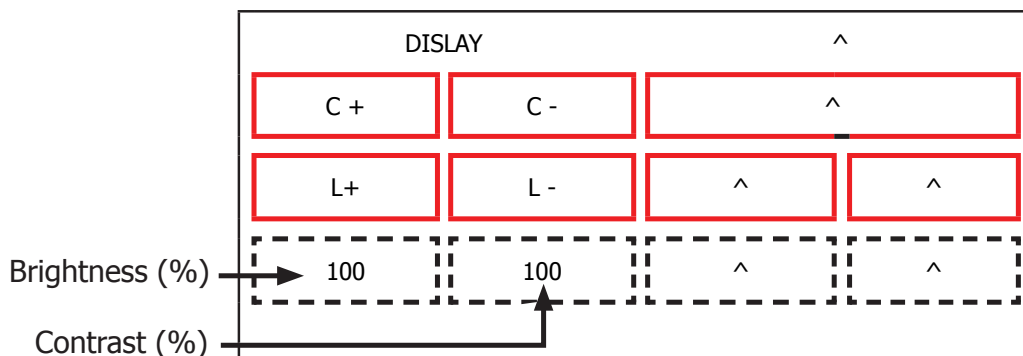 DISLAY ^
C + C - ^
L+ L - ^ ^
Brightness (%) 100 100 ^ ^
Contrast (%)